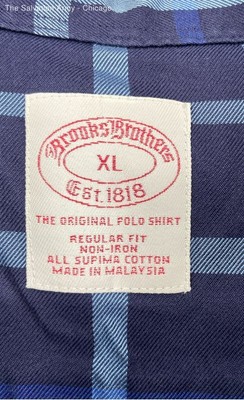 The Salvation Army - Chicago
Brooks Brothers
XL
Est. 1818
THE ORIGINAL POLO SHIRT
REGULAR FIT
NON-IRON
ALL SUPIMA COTTON
MADE IN MALAYSIA